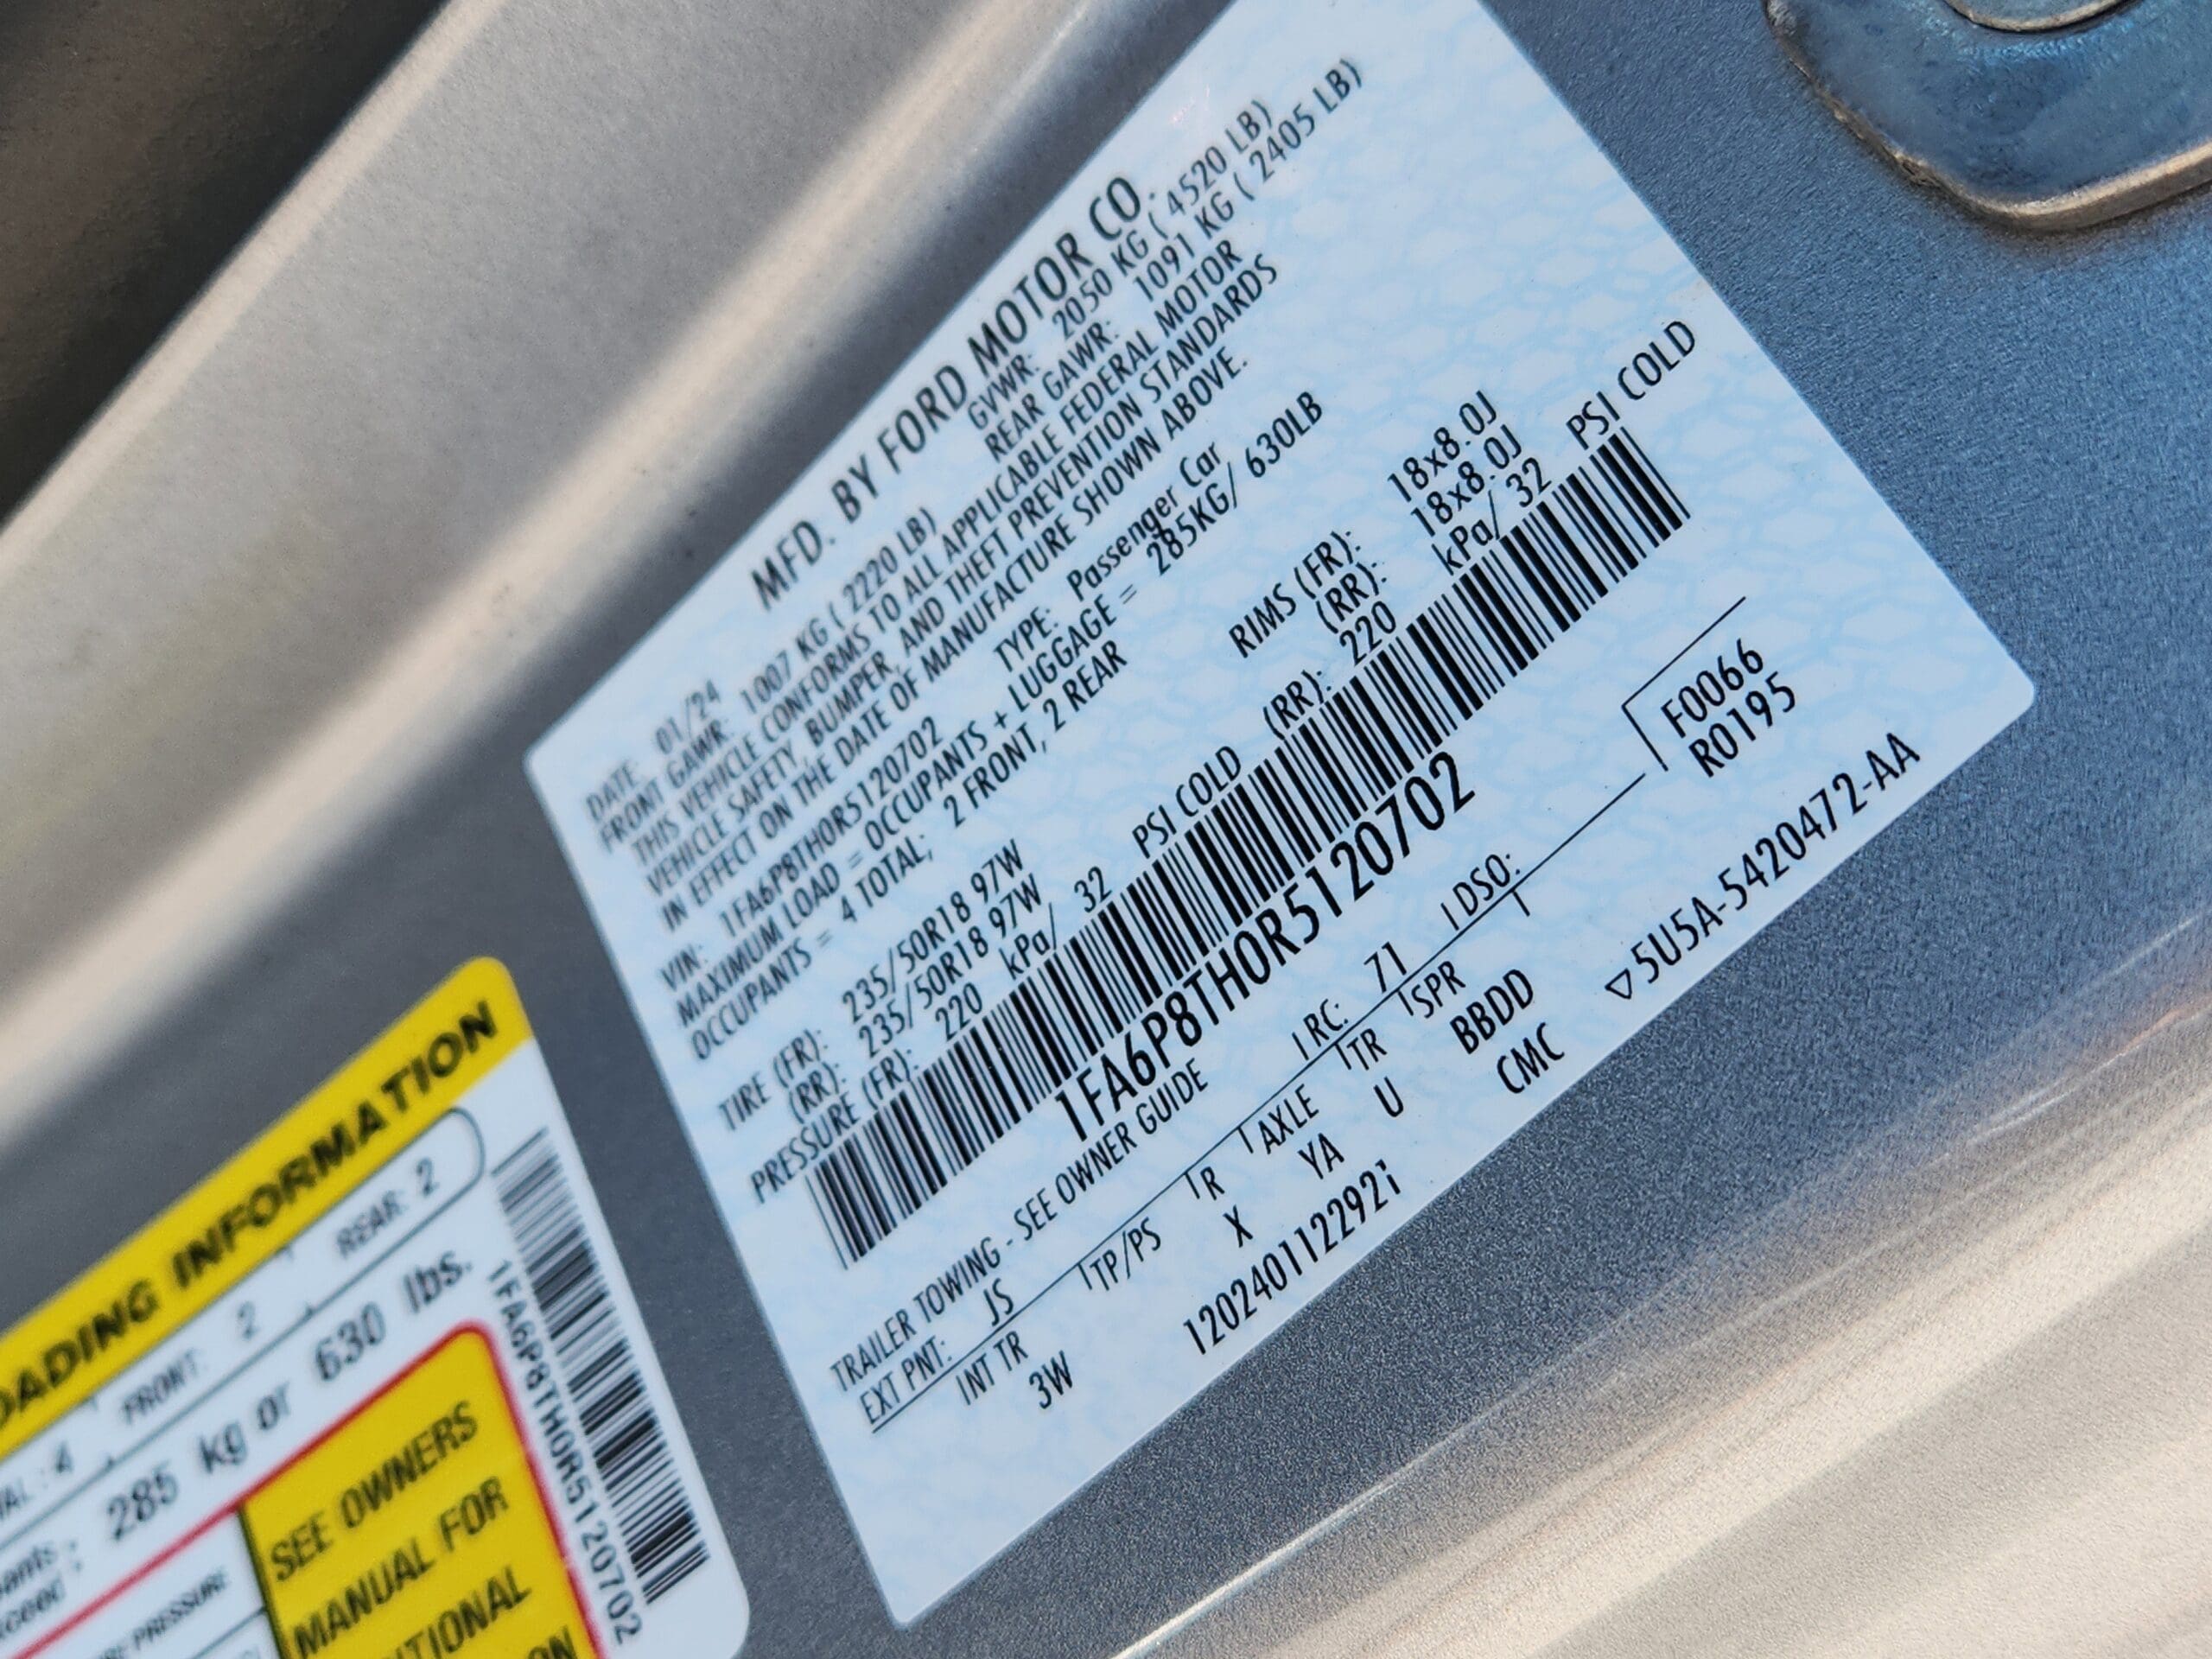 MFD. BY FORD MOTOR CO.
DATE: 01/24 GVWR: 2050 KG ( 4520 LB)
FRONT GAWR: 1007 KG ( 2220 LB) REAR GAWR: 1091 KG ( 2405 LB)
THIS VEHICLE CONFORMS TO ALL APPLICABLE FEDERAL MOTOR
VEHICLE SAFETY, BUMPER, AND THEFT PREVENTION STANDARDS
IN EFFECT ON THE DATE OF MANUFACTURE SHOWN ABOVE.
VIN: 1FA6P8TH0R5120702 TYPE: Passenger Car
MAXIMUM LOAD = OCCUPANTS + LUGGAGE = 285KG/ 630LB
OCCUPANTS = 4 TOTAL; 2 FRONT, 2 REAR
TIRE (FR): 235/50R18 97W RIMS (FR): 18x8.0J
(RR): 235/50R18 97W (RR): 18x8.0J
PRESSURE (FR): 220 kPa/ 32 PSI COLD (RR): 220 kPa/ 32 PSI COLD
1FA6P8TH0R5120702
TRAILER TOWING - SEE OWNER GUIDE
F0066
R0195
EXT PNT: JS RC: 71 DSO:
INT TR TP/PS R AXLE TR SPR
3W X YA U BBDD
CMC
12024011222921
▽5U5A-5420472-AA
OADING INFORMATION
TAL : 4 FRONT: 2 REAR: 2
285 kg or 630 lbs.
PRESSURE
SEE OWNERS
MANUAL FOR
1FA6P8TH0R5120702